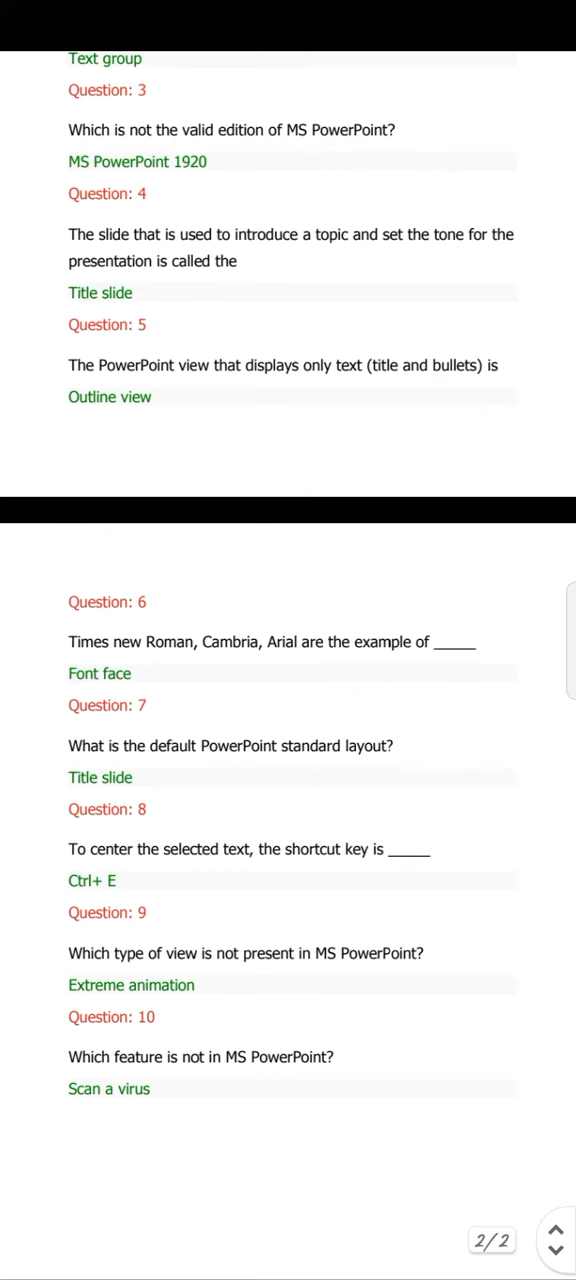 Text group
Question: 3
Which is not the valid edition of MS PowerPoint?
MS PowerPoint 1920
Question: 4
The slide that is used to introduce a topic and set the tone for the
presentation is called the
Title slide
Question: 5
The PowerPoint view that displays only text (title and bullets) is
Outline view
Question: 6
Times new Roman, Cambria, Arial are the example of _____
Font face
Question: 7
What is the default PowerPoint standard layout?
Title slide
Question: 8
To center the selected text, the shortcut key is _____
Ctrl+ E
Question: 9
Which type of view is not present in MS PowerPoint?
Extreme animation
Question: 10
Which feature is not in MS PowerPoint?
Scan a virus
2/2